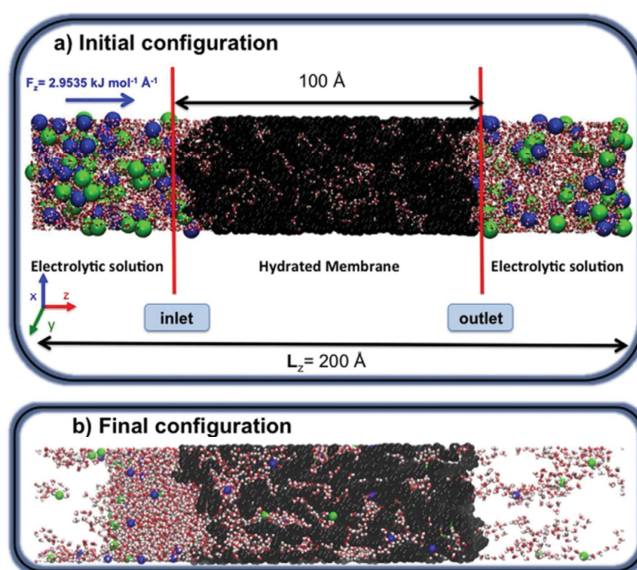 a) Initial configuration
F_z= 2.9535 kJ mol⁻¹ Å⁻¹
100 Å
Electrolytic solution
Hydrated Membrane
Electrolytic solution
x
z
y
inlet
outlet
L_z= 200 Å
b) Final configuration